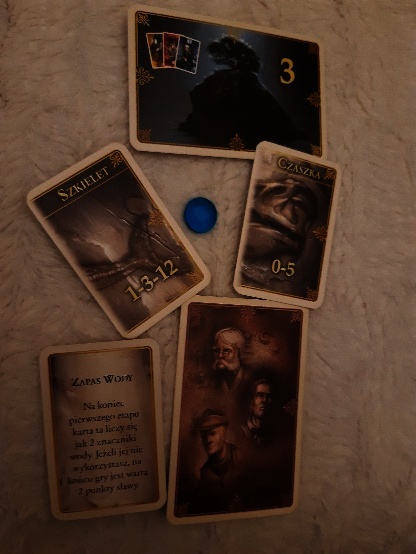 3
Szkielet
1-3-12
Czaszka
0-5
Zapas Wody
Na koniec
pierwszego etapu
karta ta liczy się
jak 2 znaczniki
wody. Jeżeli jej nie
wykorzystasz, na
końcu gry jest warta
2 punkty sławy.